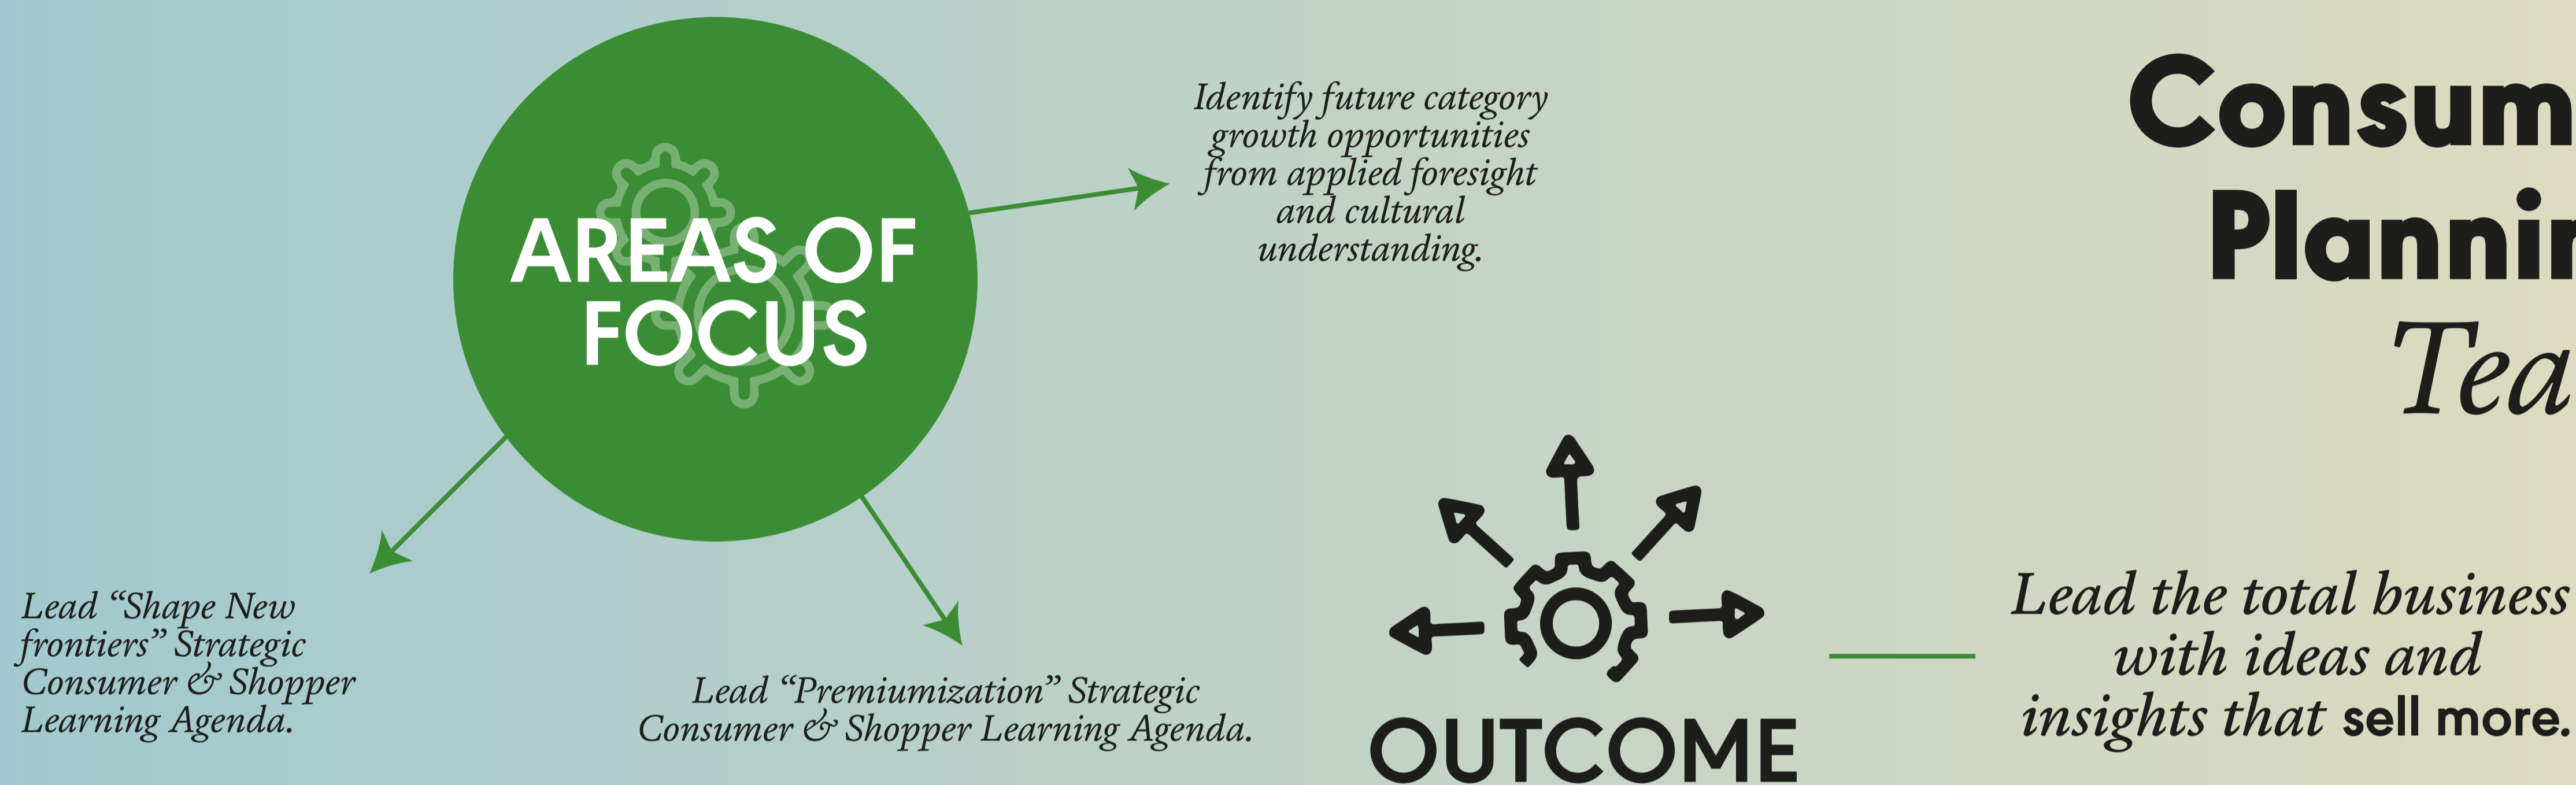 AREAS OF
FOCUS
Identify future category
growth opportunities
from applied foresight
and cultural
understanding.
Lead “Shape New
frontiers” Strategic
Consumer & Shopper
Learning Agenda.
Lead “Premiumization” Strategic
Consumer & Shopper Learning Agenda.
OUTCOME
Lead the total business
with ideas and
insights that sell more.